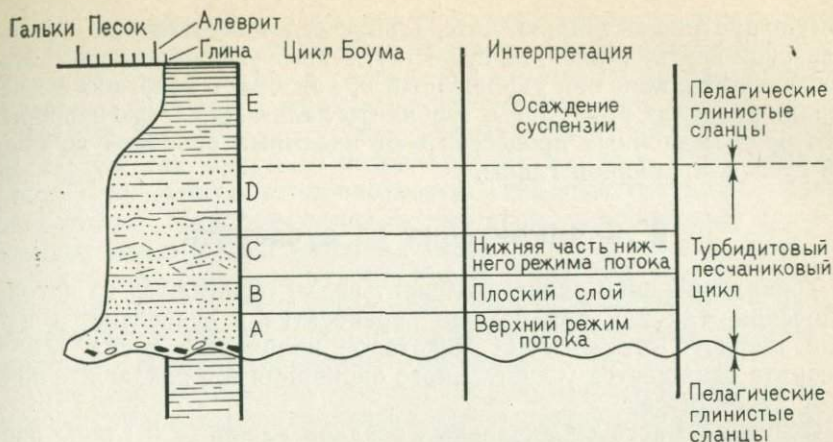 Гальки Песок Алеврит
Глина
Цикл Боума
Интерпретация
E
Осаждение
суспензии
Пелагические
глинистые
сланцы
D
C
Нижняя часть ниж-
него режима потока
Турбидитовый
песчаниковый
цикл
B
Плоский слой
A
Верхний режим
потока
Пелагические
глинистые
сланцы